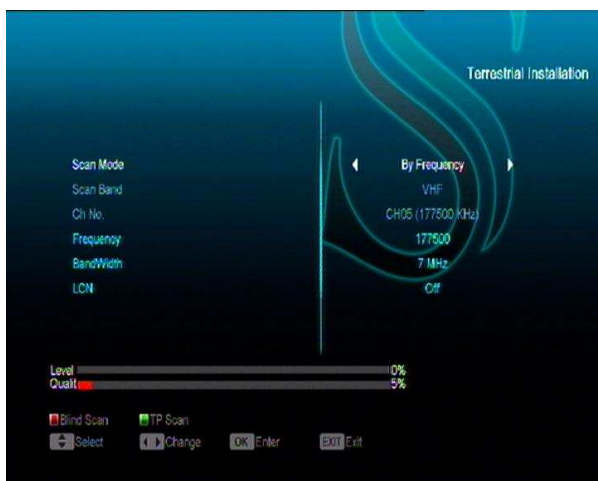 Terrestrial Installation
Scan Mode By Frequency
Scan Band VHF
Ch No. CH05 (177500 KHz)
Frequency 177500
BandWidth 7 MHz
LCN Off
Level 0%
Qualit 5%
Blind Scan TP Scan
Select Change OK Enter EXIT Exit